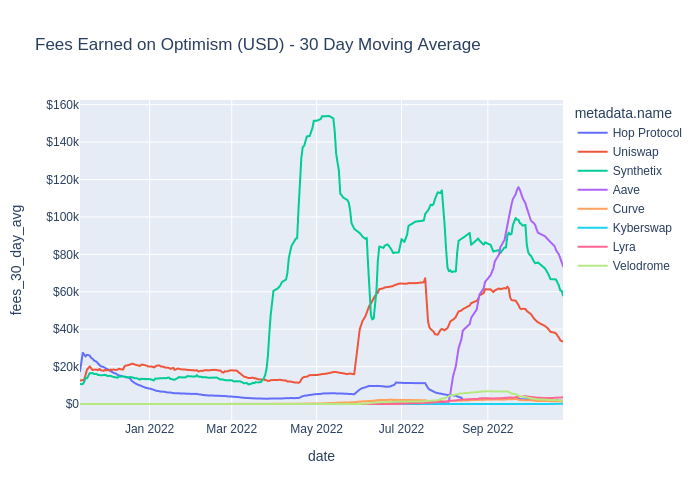 Fees Earned on Optimism (USD) - 30 Day Moving Average
metadata.name
Hop Protocol
Uniswap
Synthetix
Aave
Curve
Kyberswap
Lyra
Velodrome
fees_30_day_avg
$160k
$140k
$120k
$100k
$80k
$60k
$40k
$20k
$0
Jan 2022
Mar 2022
May 2022
Jul 2022
Sep 2022
date